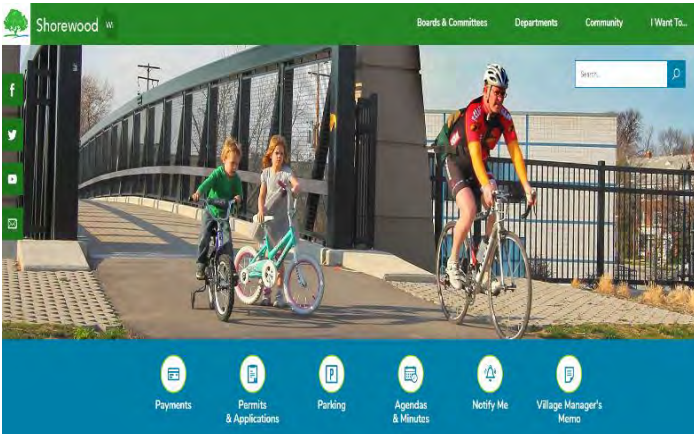 Shorewood WI
Boards & Committees
Departments
Community
I Want To...
Search...
Payments
Permits
& Applications
Parking
Agendas
& Minutes
Notify Me
Village Manager's
Memo